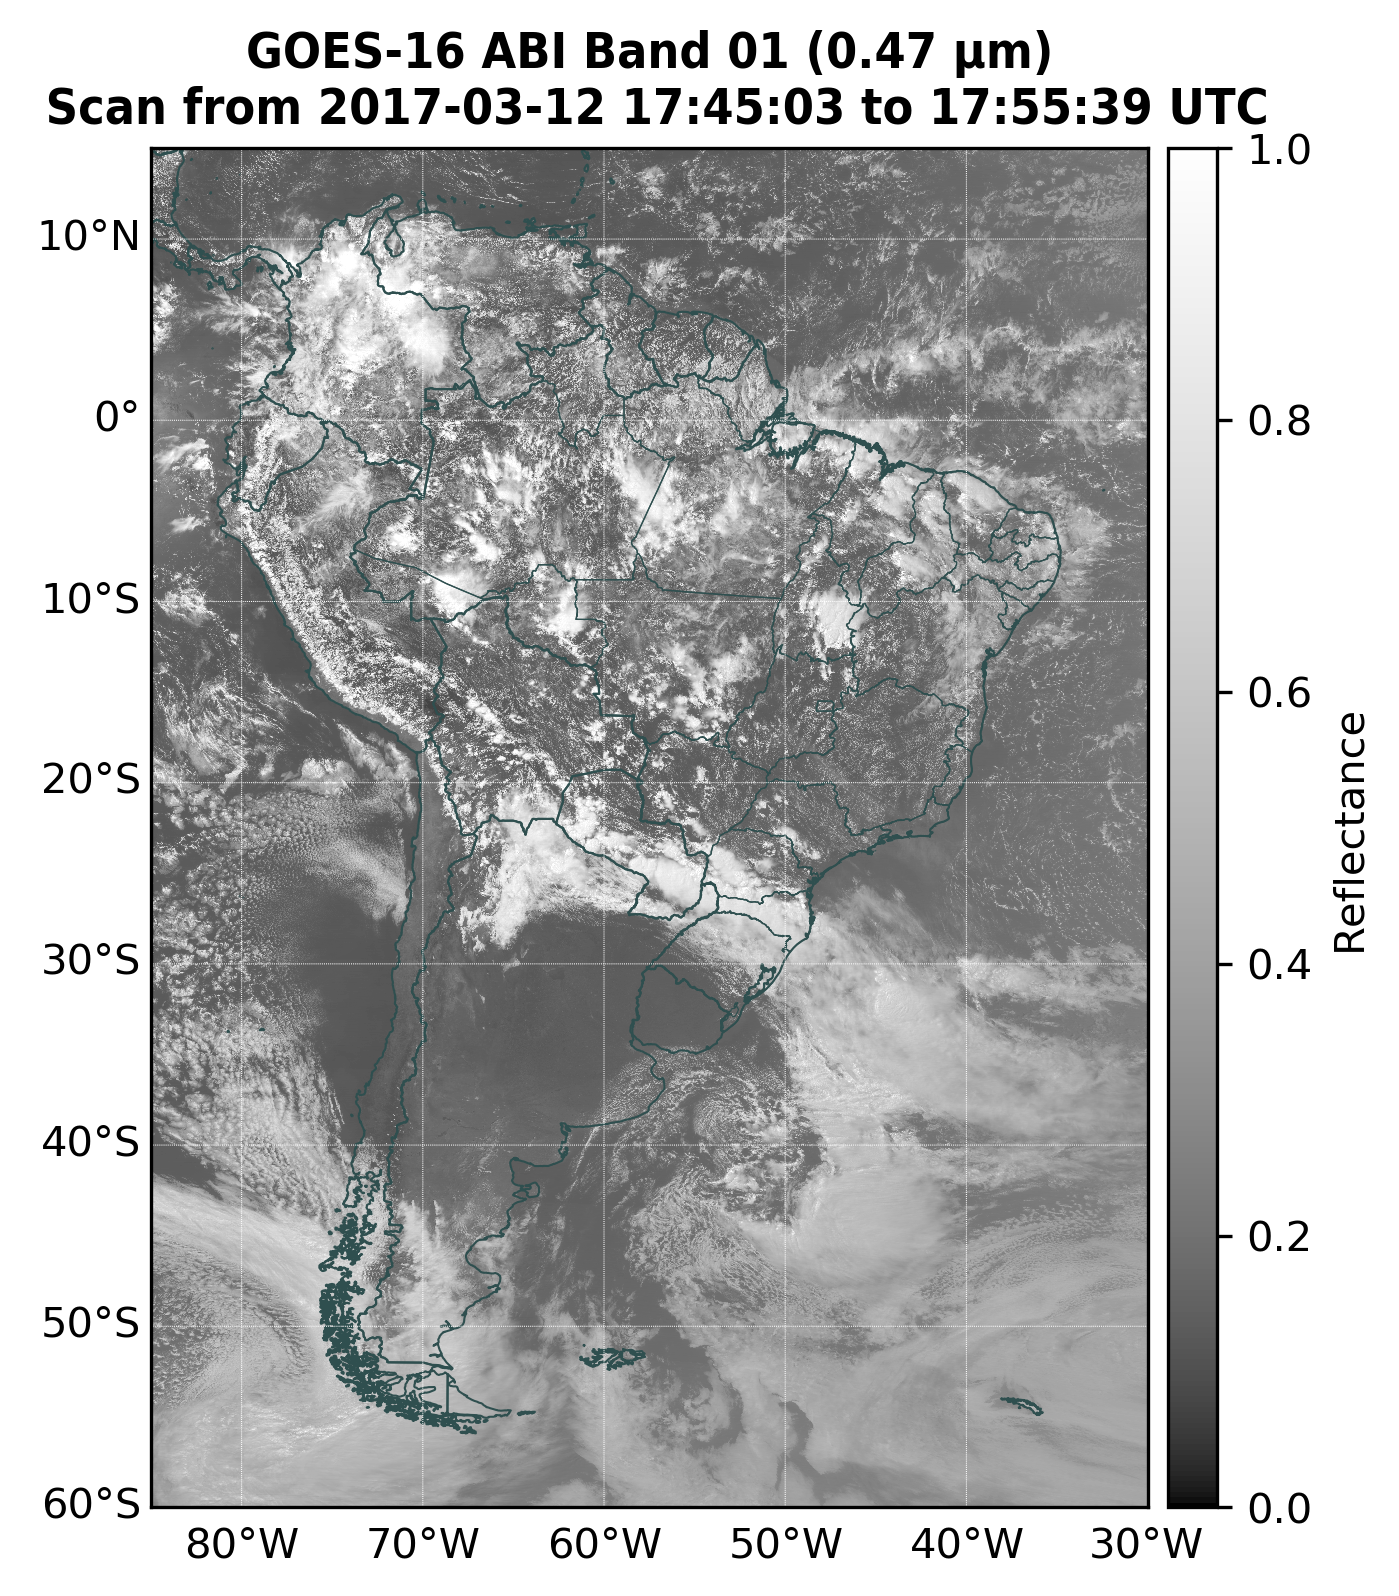 GOES-16 ABI Band 01 (0.47 µm)
Scan from 2017-03-12 17:45:03 to 17:55:39 UTC
10°N
0°
10°S
20°S
30°S
40°S
50°S
60°S
80°W
70°W
60°W
50°W
40°W
30°W
1.0
0.8
0.6
0.4
0.2
0.0
Reflectance